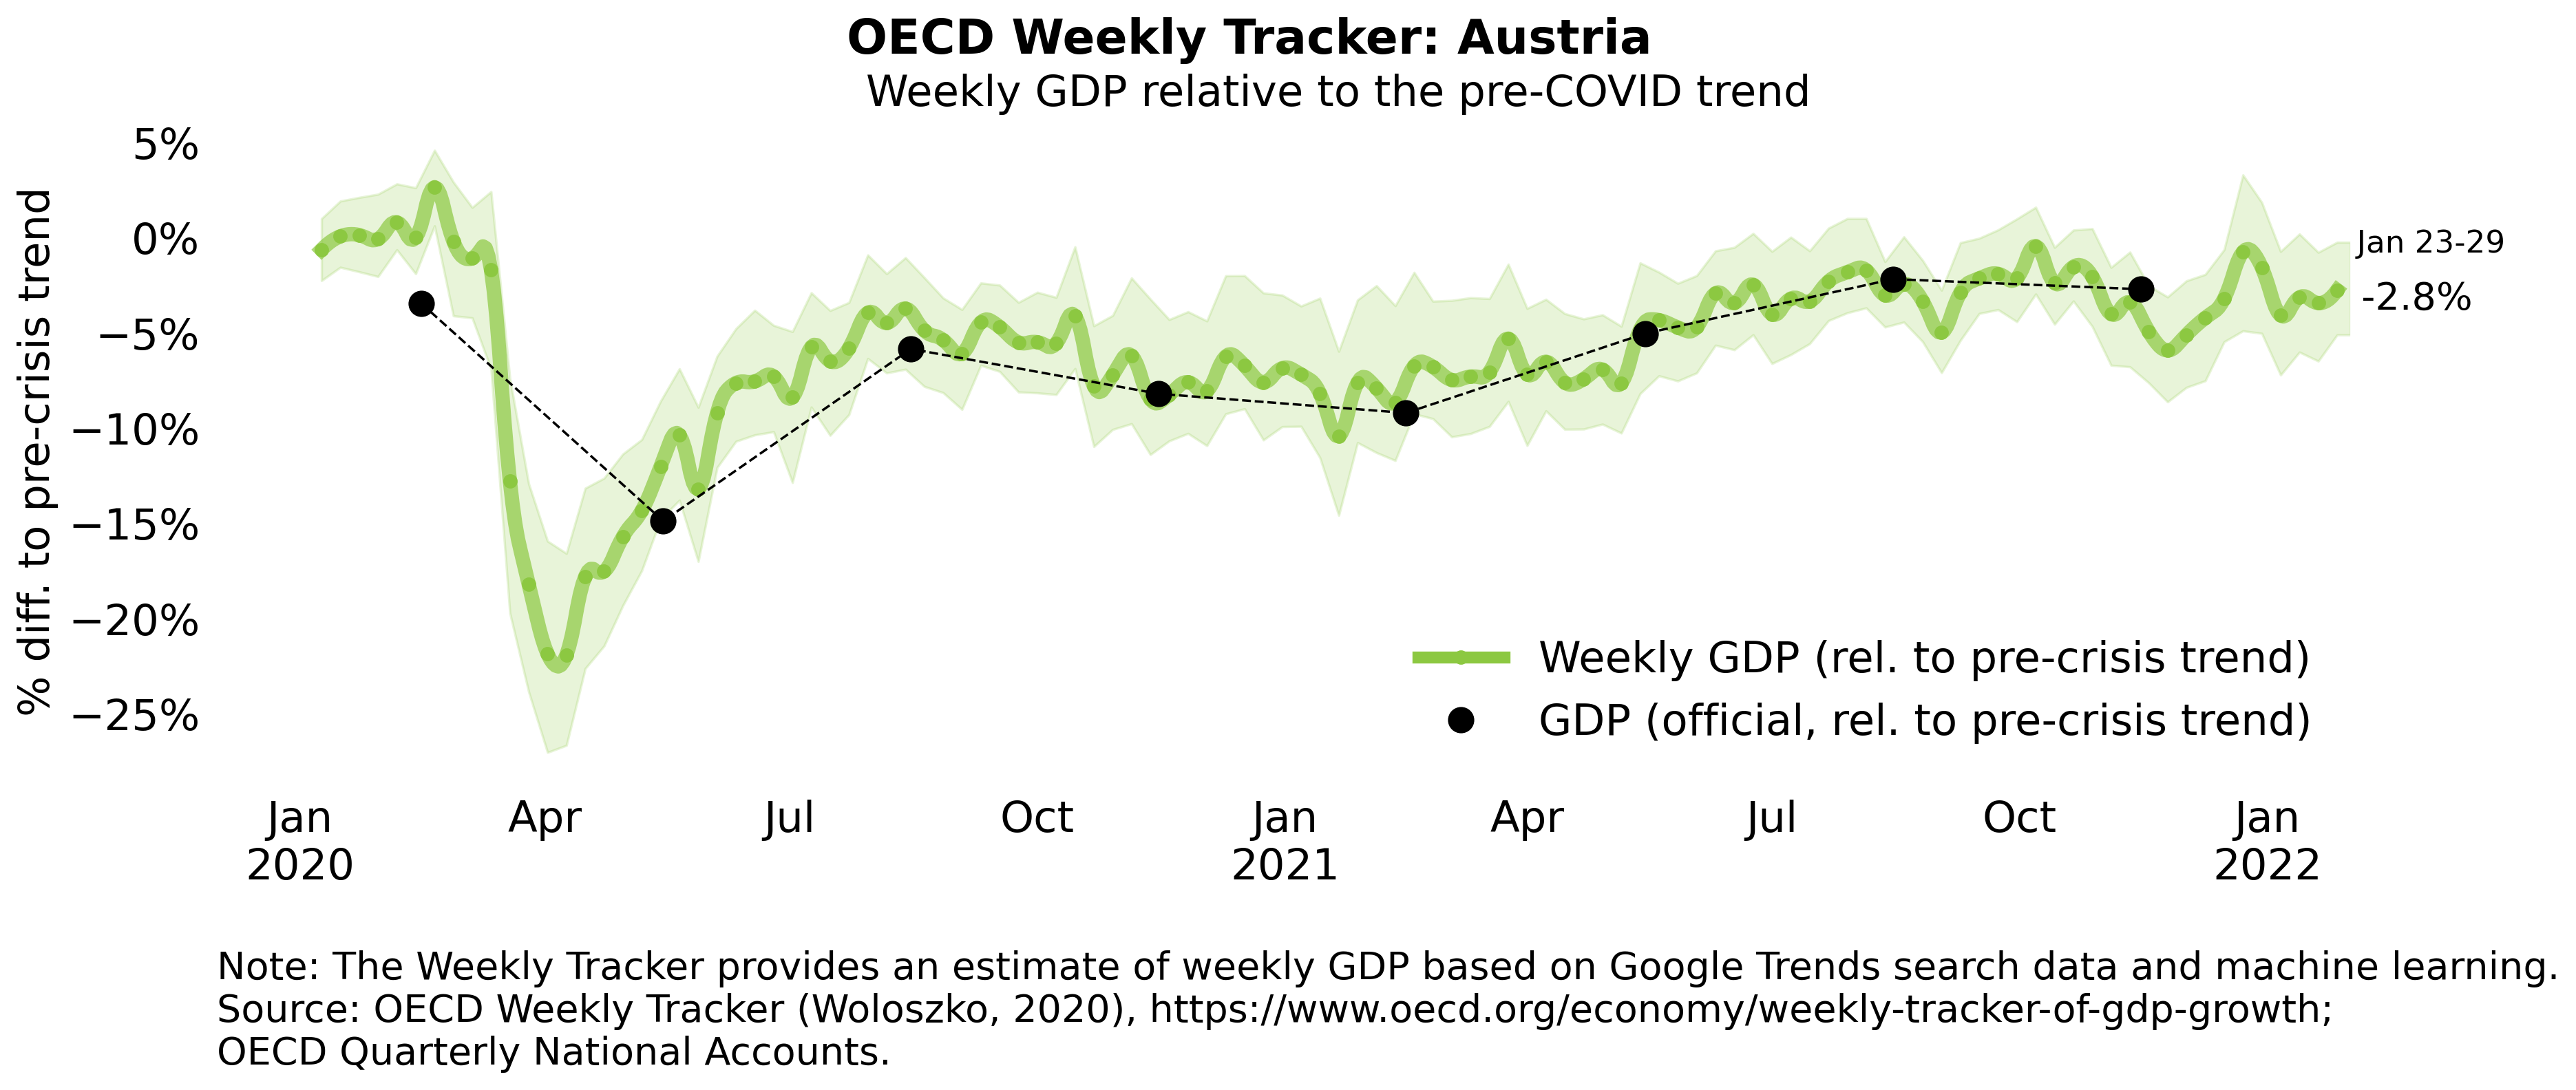 OECD Weekly Tracker: Austria
Weekly GDP relative to the pre-COVID trend
% diff. to pre-crisis trend
5%
0%
−5%
−10%
−15%
−20%
−25%
Jan 23-29
-2.8%
Weekly GDP (rel. to pre-crisis trend)
GDP (official, rel. to pre-crisis trend)
Jan Apr Jul Oct Jan Apr Jul Oct Jan
2020 2021 2022
Note: The Weekly Tracker provides an estimate of weekly GDP based on Google Trends search data and machine learning.
Source: OECD Weekly Tracker (Woloszko, 2020), https://www.oecd.org/economy/weekly-tracker-of-gdp-growth;
OECD Quarterly National Accounts.